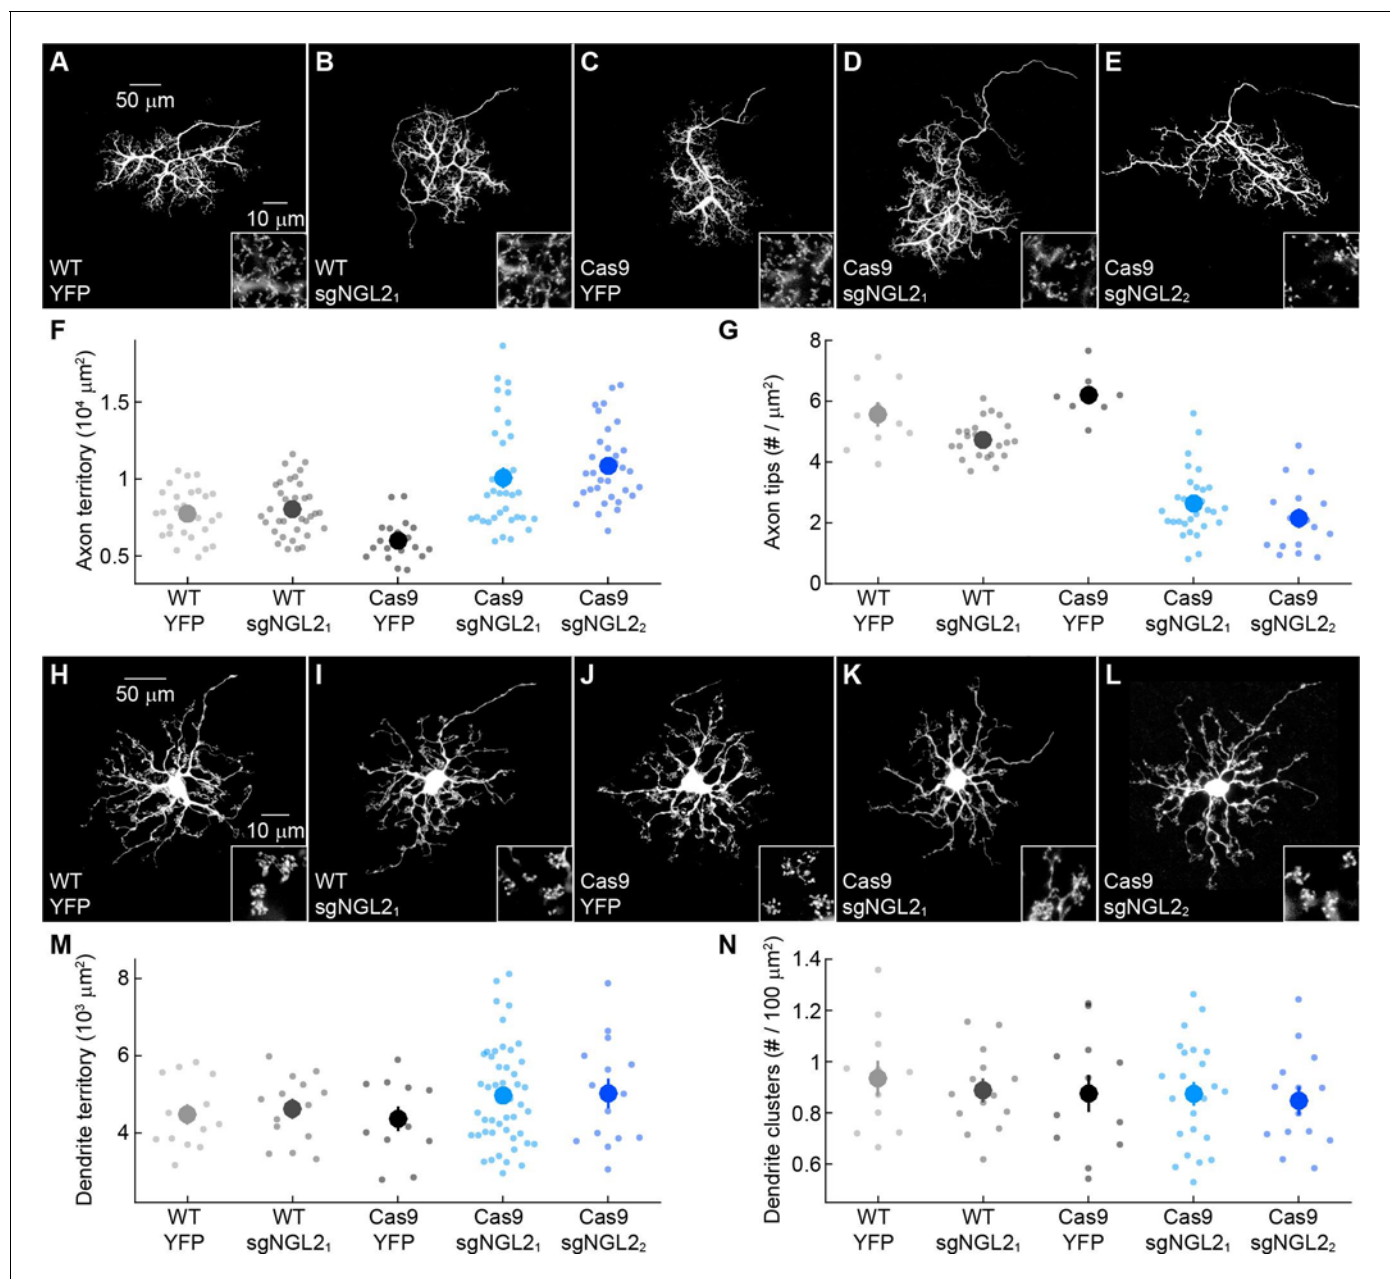 A
50 μm
10 μm
WT
YFP
B
WT
sgNGL2₁
C
Cas9
YFP
D
Cas9
sgNGL2₁
E
Cas9
sgNGL2₂
F
Axon territory (10⁴ μm²)
1.5
1
0.5
WT
YFP
WT
sgNGL2₁
Cas9
YFP
Cas9
sgNGL2₁
Cas9
sgNGL2₂
G
Axon tips (# / μm²)
8
6
4
2
0
WT
YFP
WT
sgNGL2₁
Cas9
YFP
Cas9
sgNGL2₁
Cas9
sgNGL2₂
H
50 μm
10 μm
WT
YFP
I
WT
sgNGL2₁
J
Cas9
YFP
K
Cas9
sgNGL2₁
L
Cas9
sgNGL2₂
M
Dendrite territory (10³ μm²)
8
6
4
WT
YFP
WT
sgNGL2₁
Cas9
YFP
Cas9
sgNGL2₁
Cas9
sgNGL2₂
N
Dendrite clusters (# / 100 μm²)
1.4
1.2
1
0.8
0.6
WT
YFP
WT
sgNGL2₁
Cas9
YFP
Cas9
sgNGL2₁
Cas9
sgNGL2₂